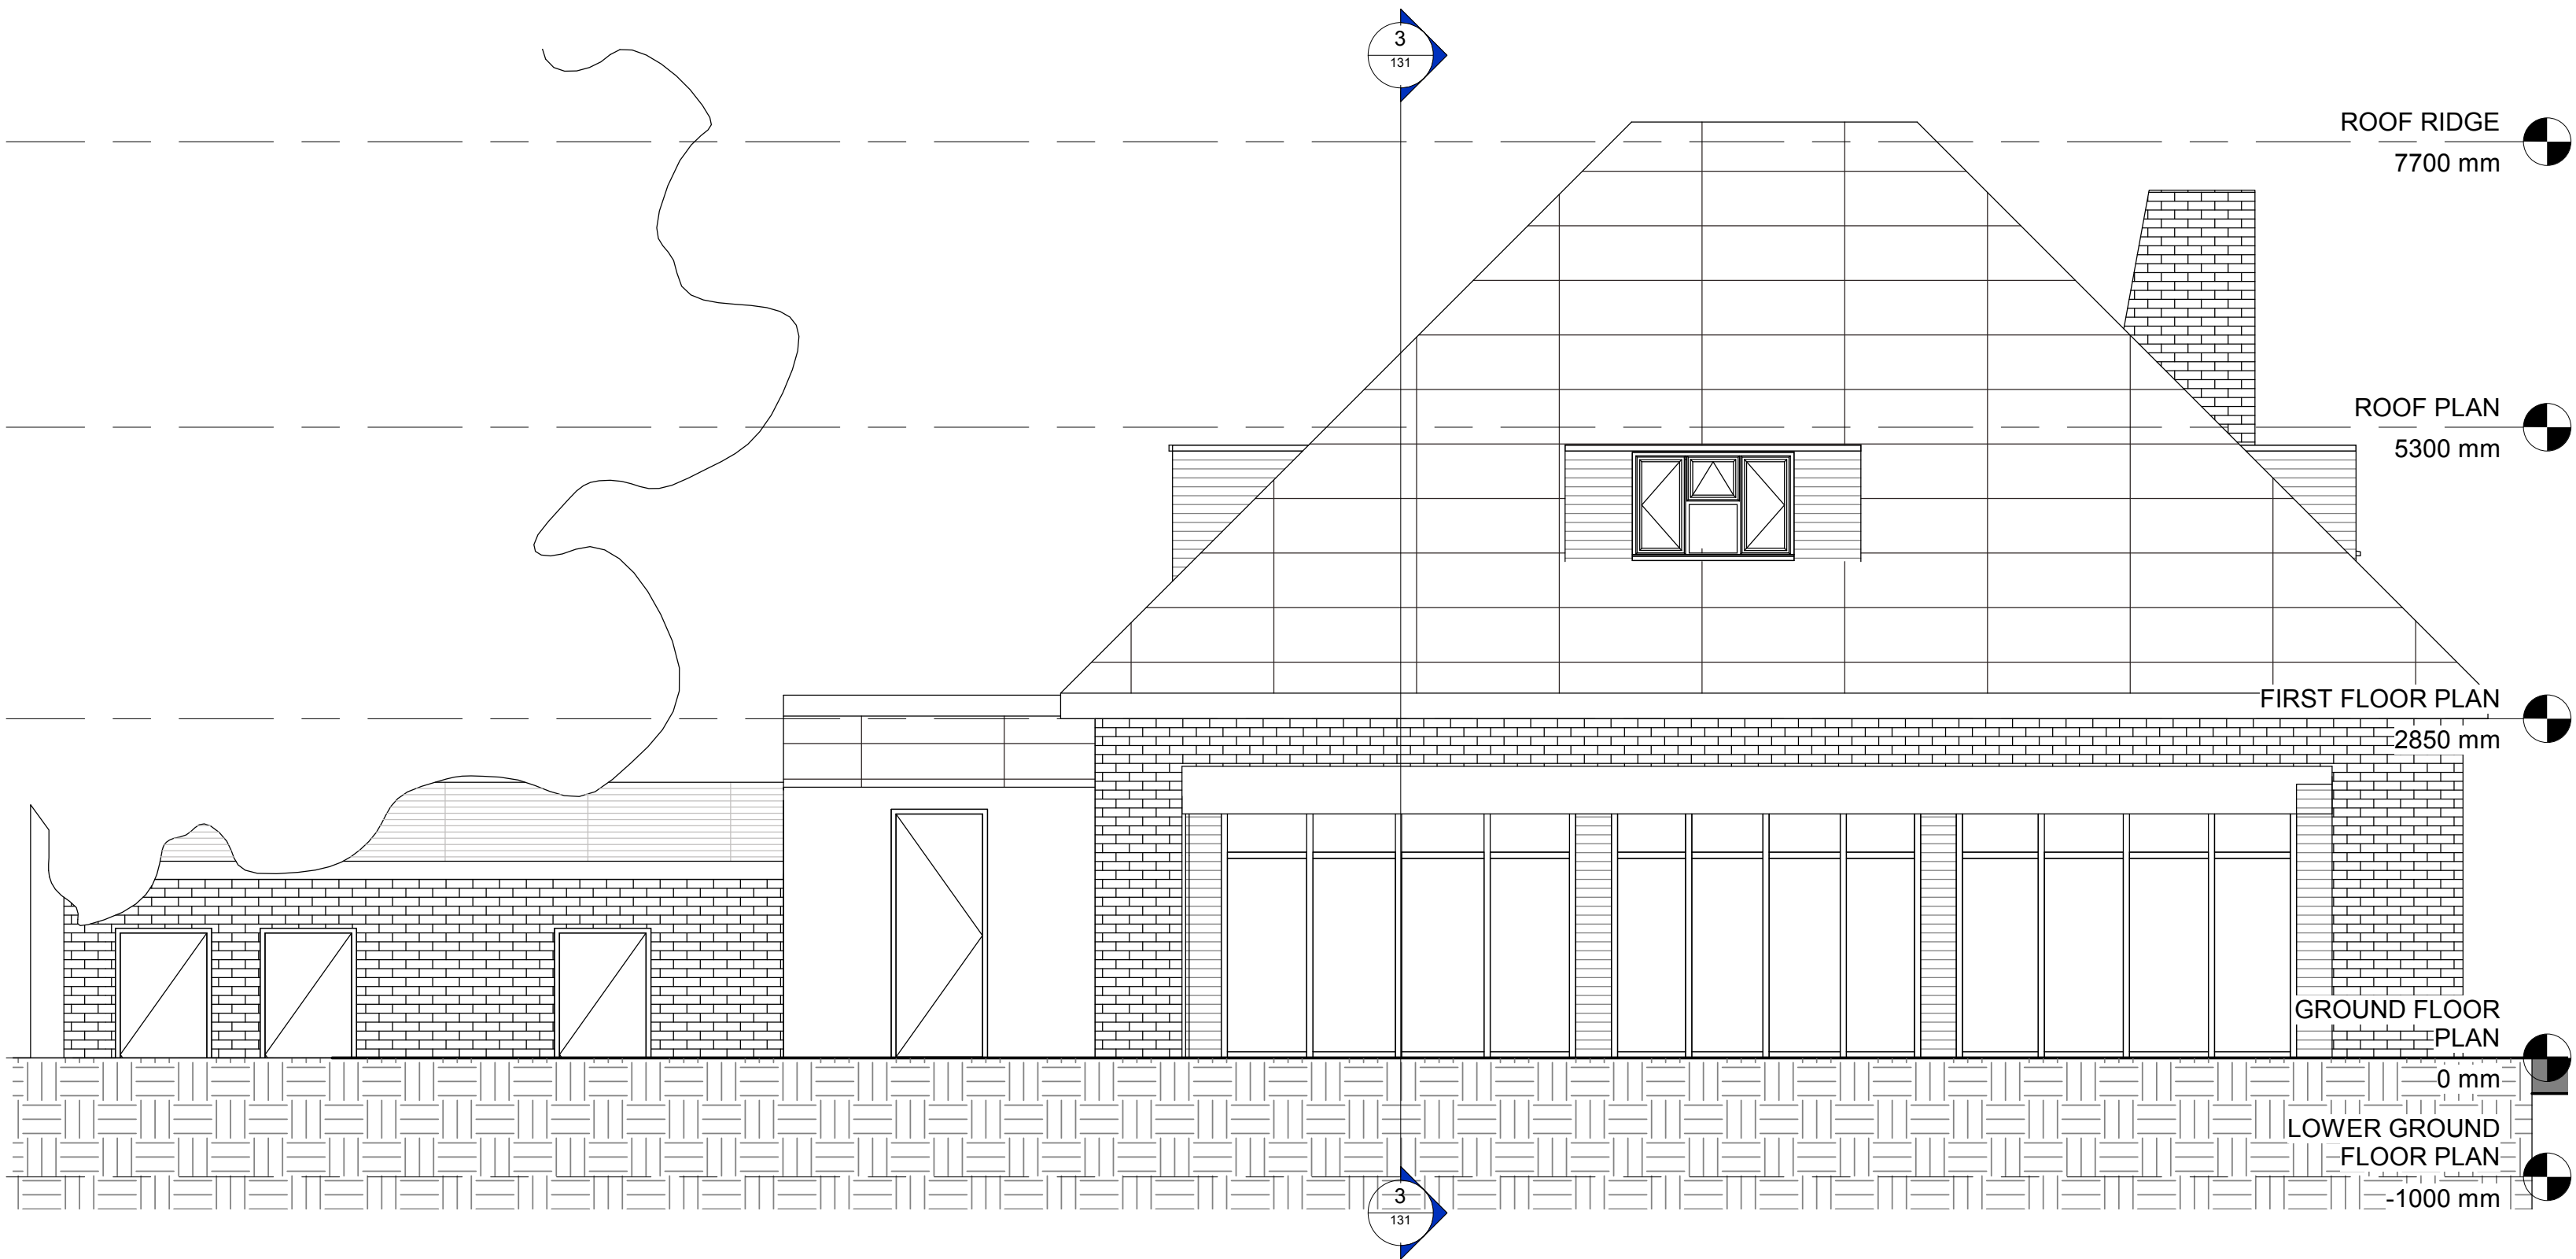 3
131
ROOF RIDGE
7700 mm
ROOF PLAN
5300 mm
FIRST FLOOR PLAN
2850 mm
GROUND FLOOR
PLAN
0 mm
LOWER GROUND
FLOOR PLAN
-1000 mm
3
131